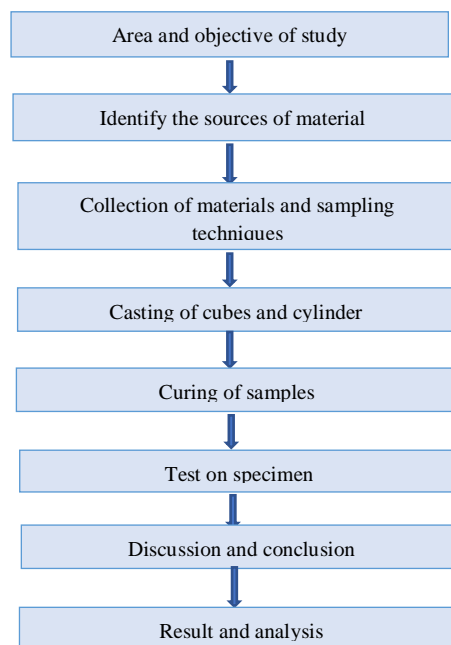 Area and objective of study
Identify the sources of material
Collection of materials and sampling
techniques
Casting of cubes and cylinder
Curing of samples
Test on specimen
Discussion and conclusion
Result and analysis